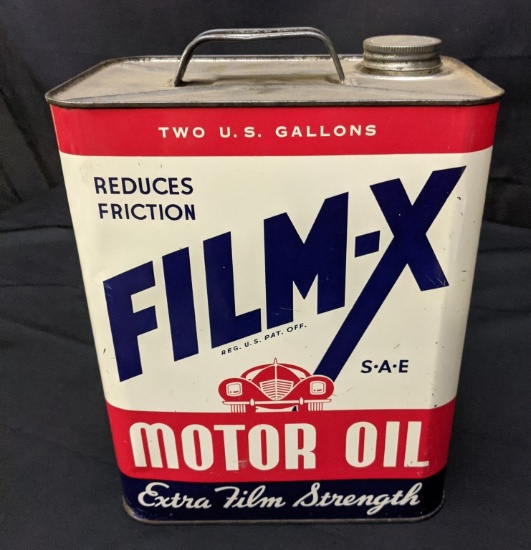 TWO U.S. GALLONS
REDUCES
FRICTION
FILM-X
REG. U.S. PAT. OFF.
S·A·E
MOTOR OIL
Extra Film Strength